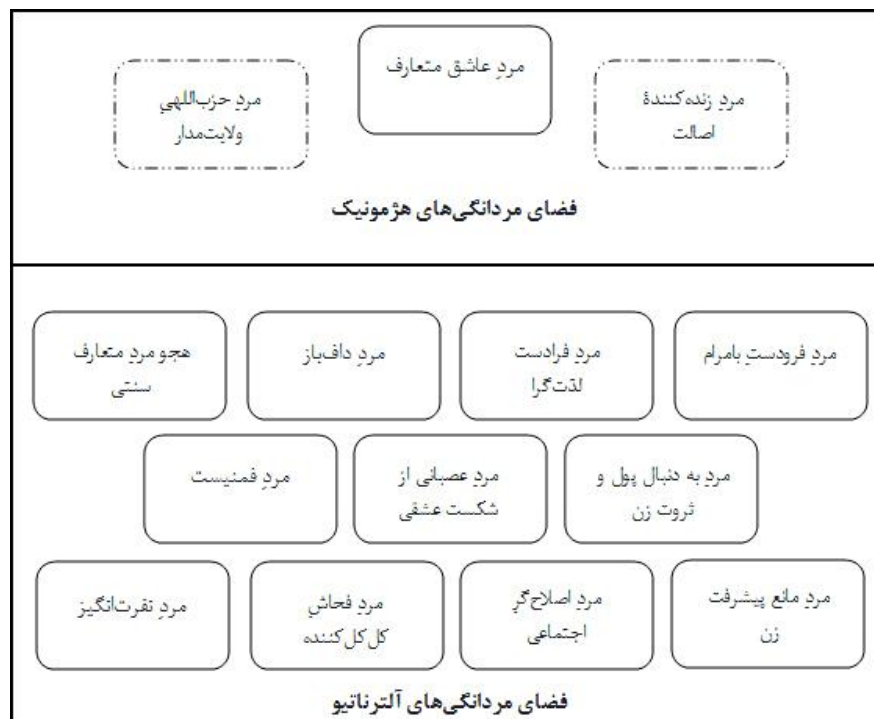 مردِ عاشق متعارف
مردِ زنده‌کنندهٔ
اصالت
مردِ حزب‌اللهیِ
ولایت‌مدار
فضای مردانگی‌های هژمونیک
مردِ فرودستِ بامرام
مردِ فرادست
لذّت‌گرا
مردِ داف‌باز
هجو مردِ متعارف
سنتی
مردِ به دنبال پول و
ثروت زن
مردِ عصبانی از
شکست عشقی
مردِ فمنیست
مردِ مانع پیشرفت
زن
مردِ اصلاح‌گرِ
اجتماعی
مردِ فحاشِ
کل‌کل‌کننده
مردِ نفرت‌انگیز
فضای مردانگی‌های آلترناتیو